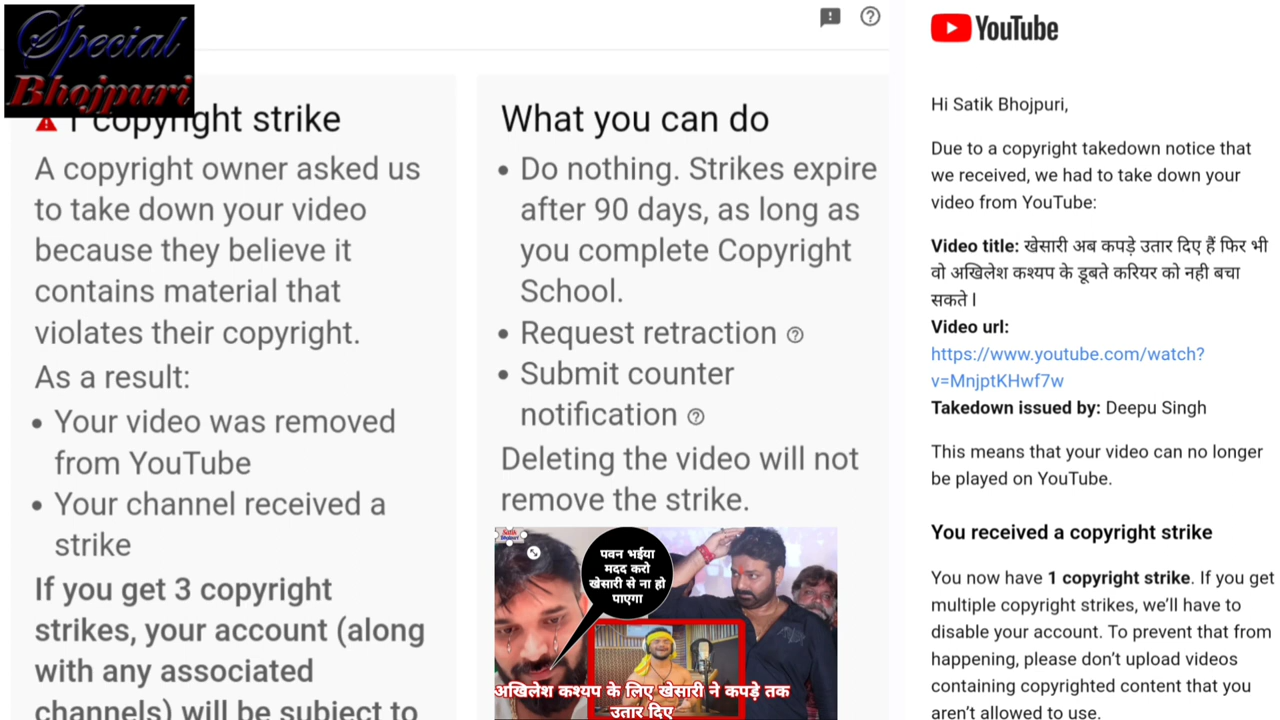 Special
Bhojpuri
1 copyright strike
A copyright owner asked us
to take down your video
because they believe it
contains material that
violates their copyright.
As a result:
• Your video was removed
from YouTube
• Your channel received a
strike
If you get 3 copyright
strikes, your account (along
with any associated
channels) will be subject to
What you can do
• Do nothing. Strikes expire
after 90 days, as long as
you complete Copyright
School.
• Request retraction
• Submit counter
notification
Deleting the video will not
remove the strike.
Satik
Bhojpuri
पवन भईया
मदद करो
खेसारी से ना हो
पाएगा
अखिलेश कश्यप के लिए खेसारी ने कपड़े तक
उतार दिए
YouTube
Hi Satik Bhojpuri,
Due to a copyright takedown notice that
we received, we had to take down your
video from YouTube:
Video title: खेसारी अब कपड़े उतार दिए हैं फिर भी
वो अखिलेश कश्यप के डूबते करियर को नही बचा
सकते l
Video url:
https://www.youtube.com/watch?
v=MnjptKHwf7w
Takedown issued by: Deepu Singh
This means that your video can no longer
be played on YouTube.
You received a copyright strike
You now have 1 copyright strike. If you get
multiple copyright strikes, we’ll have to
disable your account. To prevent that from
happening, please don’t upload videos
containing copyrighted content that you
aren’t allowed to use.